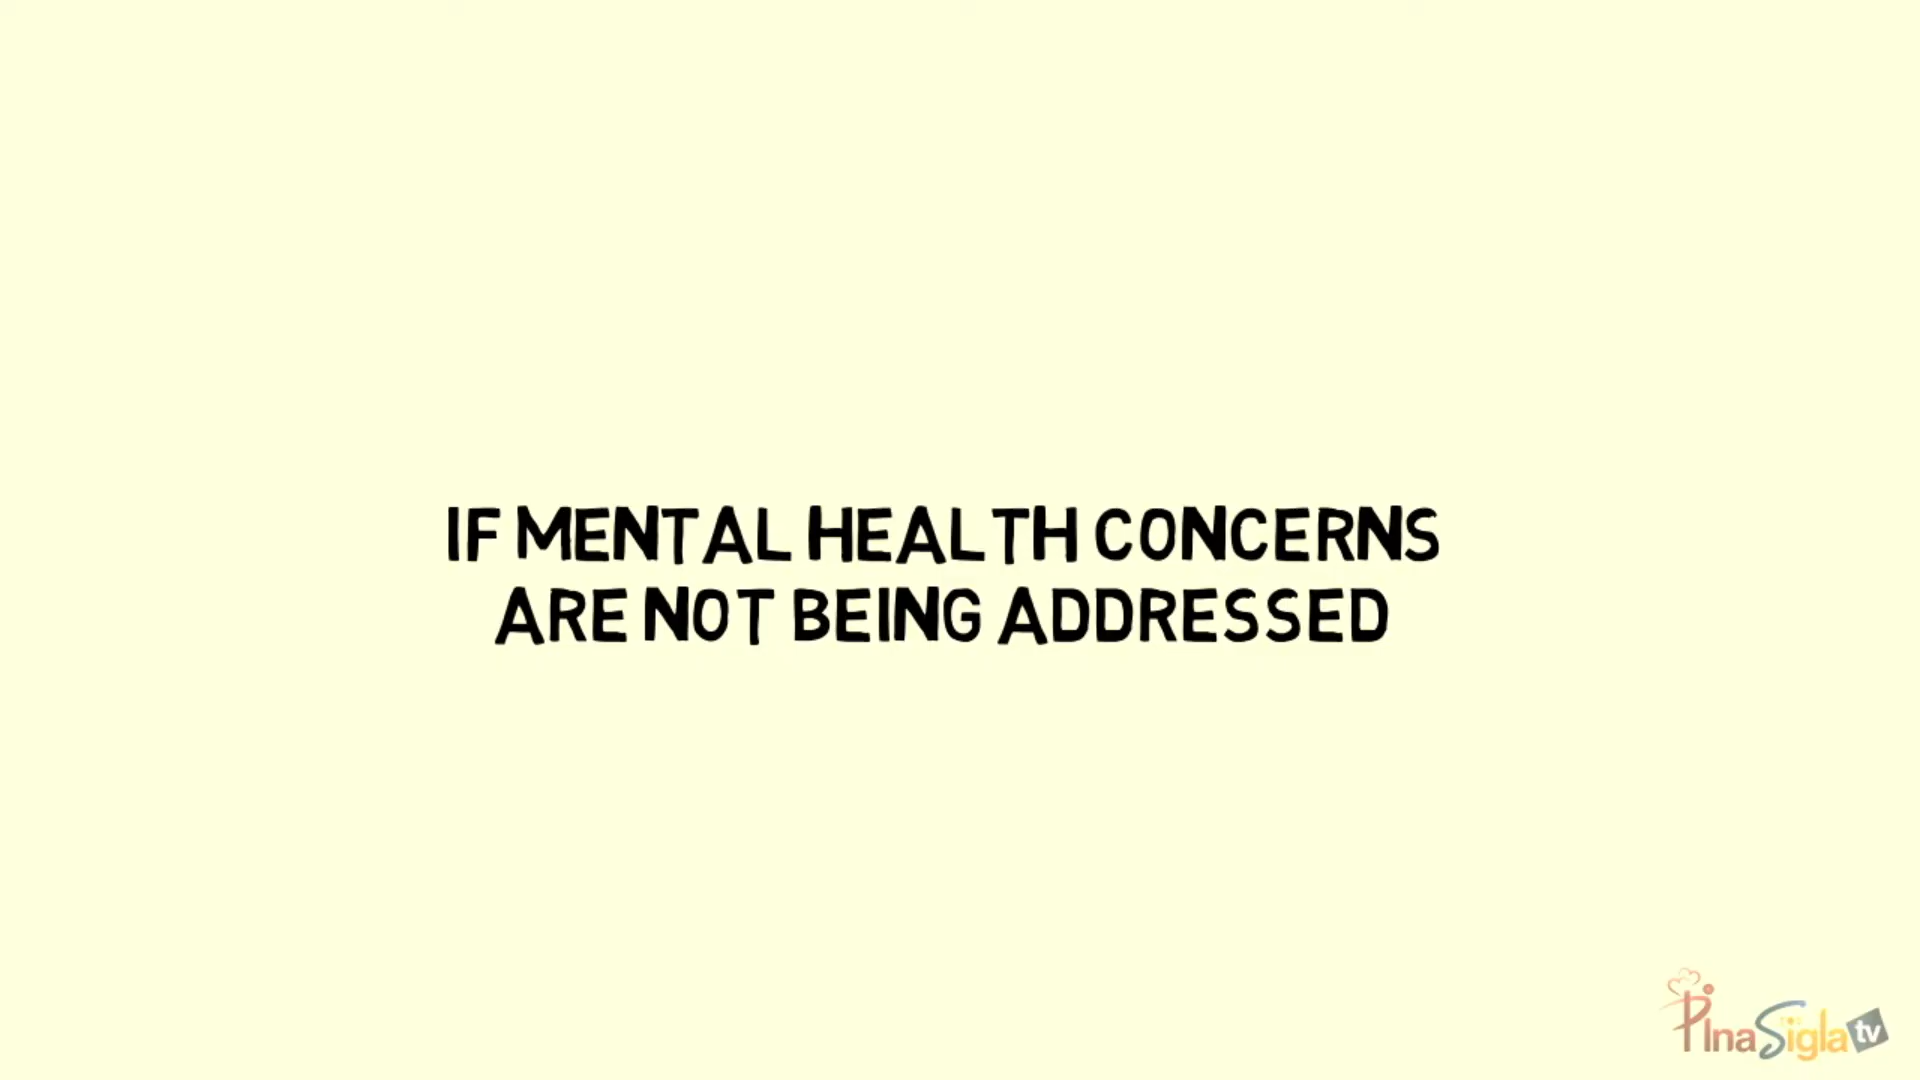 IF MENTAL HEALTH CONCERNS
ARE NOT BEING ADDRESSED
PInaSigla tv